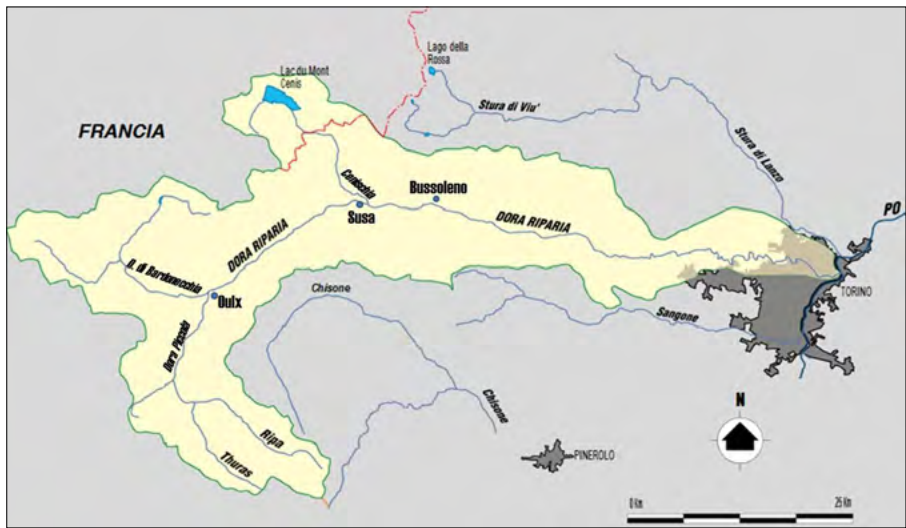 Lago della
Rossa
Lac du Mont
Cenis
Stura di Viu'
FRANCIA
Stura di Lanzo
Cenischia
Bussoleno
Susa
DORA RIPARIA
PO
DORA RIPARIA
D. di Bardonecchia
Oulx
Chisone
TORINO
Sangone
Dora Piccola
Chisone
N
Ripa
Thuras
PINEROLO
0 Km
25 Km